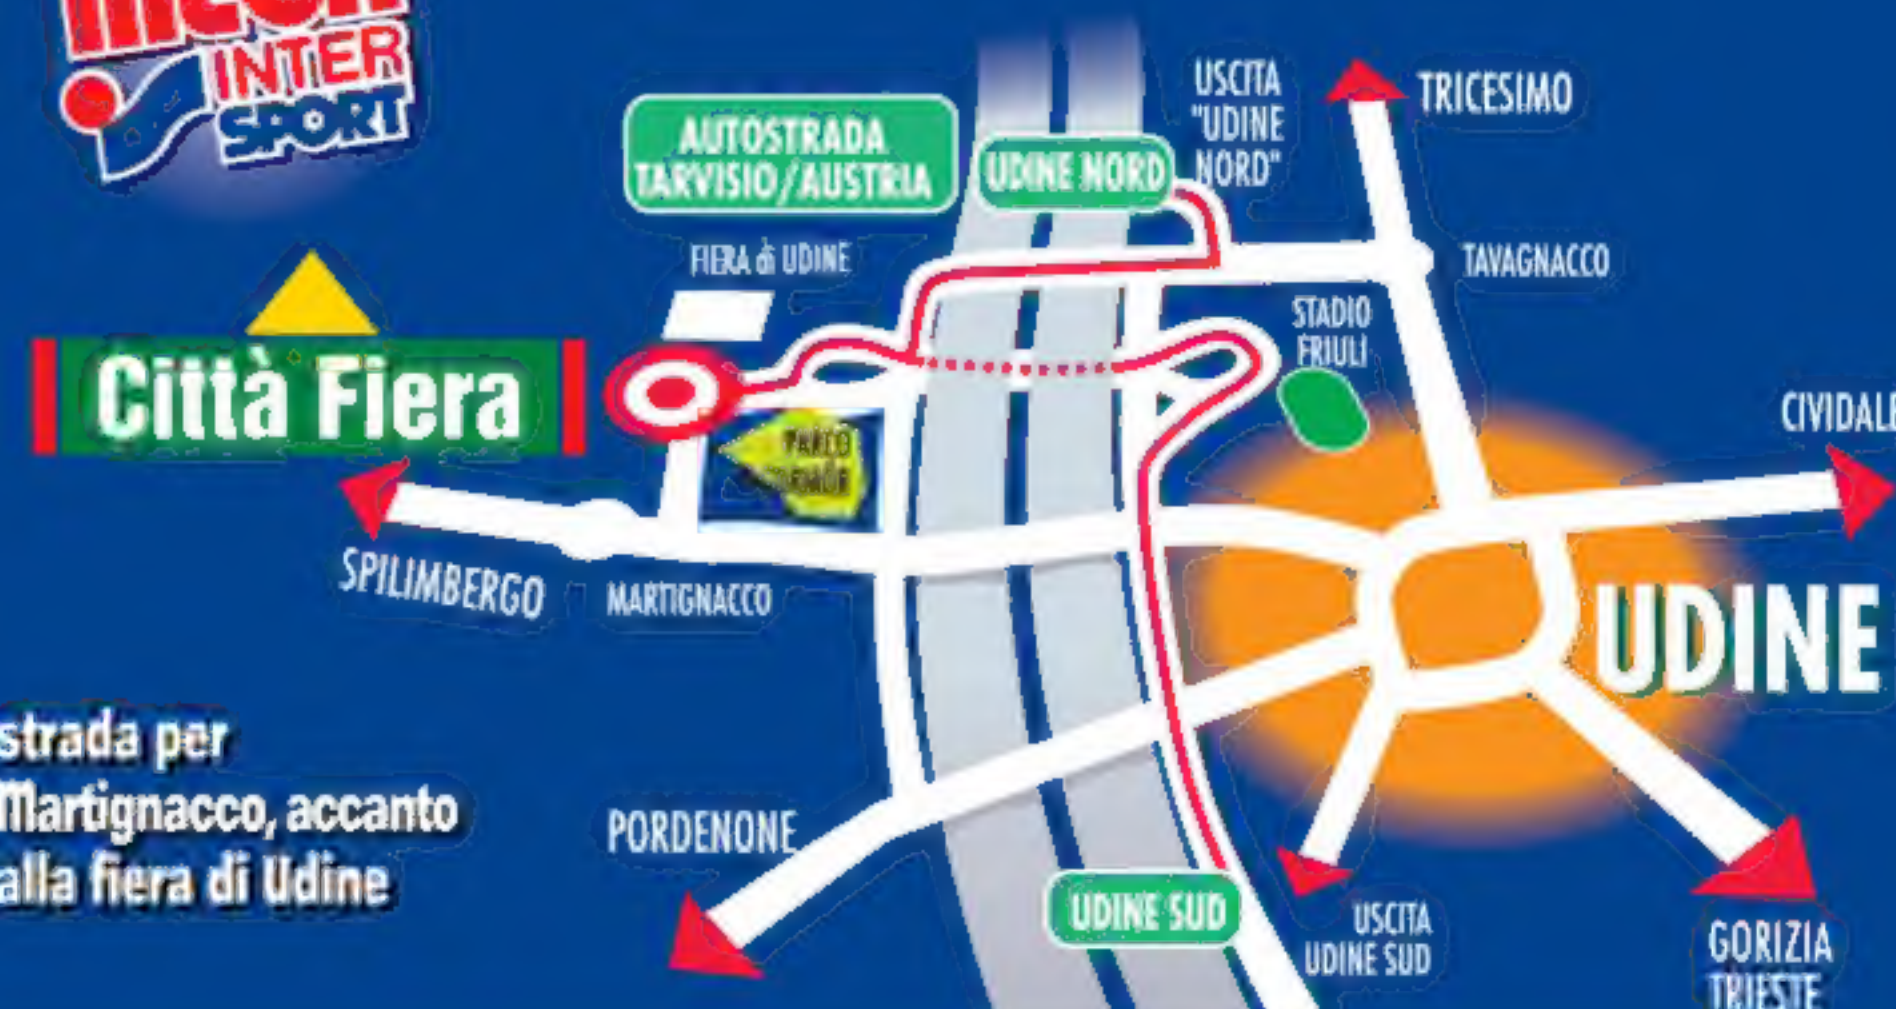 INTER
SPORT
USCITA
"UDINE
NORD"
TRICESIMO
AUTOSTRADA
TARVISIO/AUSTRIA
UDINE NORD
FIERA di UDINE
TAVAGNACCO
STADIO
FRIULI
Città Fiera
CIVIDALE
PARCO
SPILIMBERGO
MARTIGNACCO
UDINE
strada per
Martignacco, accanto
alla fiera di Udine
PORDENONE
UDINE SUD
USCITA
UDINE SUD
GORIZIA
TRIESTE